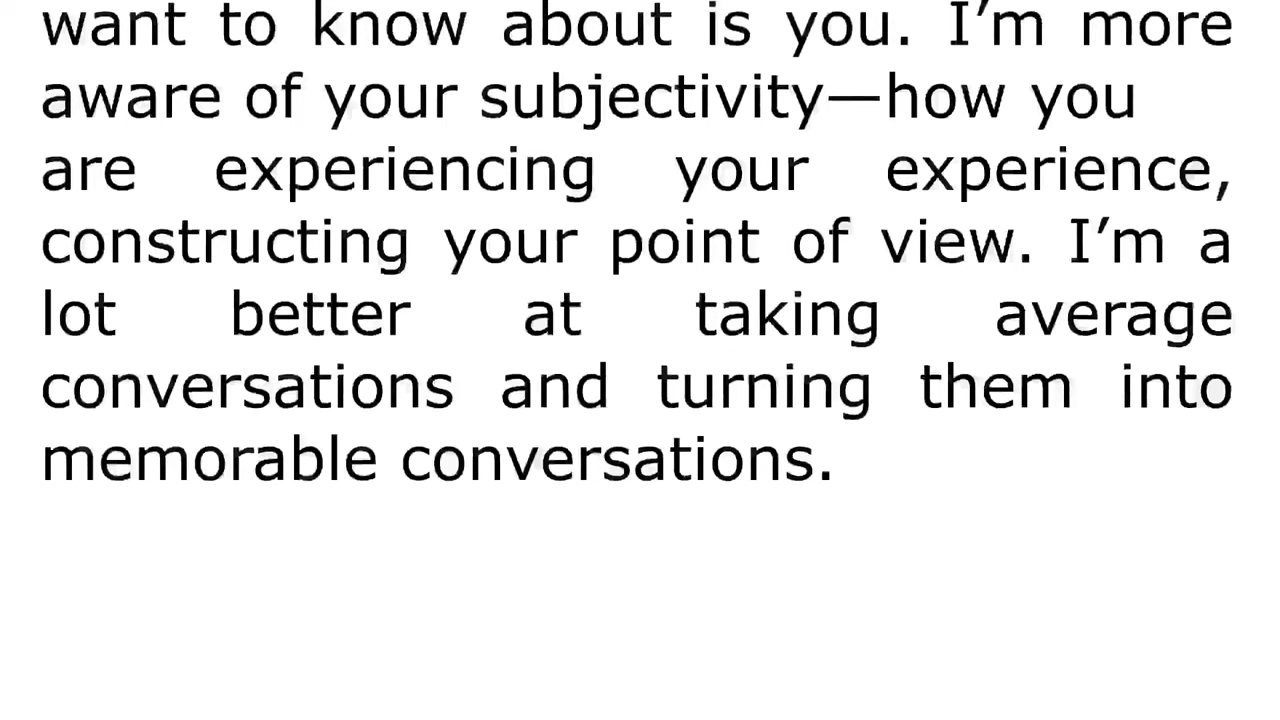 want to know about is you. I’m more
aware of your subjectivity—how you
are experiencing your experience,
constructing your point of view. I’m a
lot better at taking average
conversations and turning them into
memorable conversations.